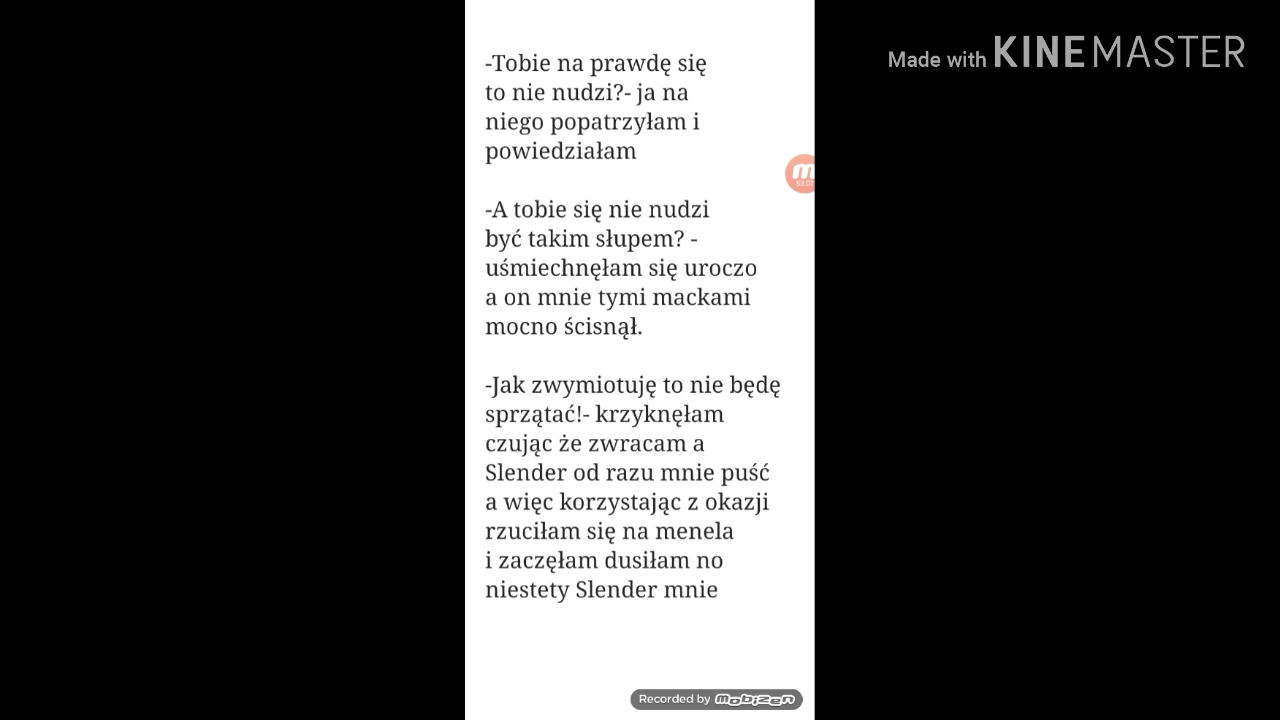 Made with KINEMASTER
-Tobie na prawdę się
to nie nudzi?- ja na
niego popatrzyłam i
powiedziałam
-A tobie się nie nudzi
być takim słupem? -
uśmiechnęłam się uroczo
a on mnie tymi mackami
mocno ścisnął.
-Jak zwymiotuję to nie będę
sprzątać!- krzyknęłam
czując że zwracam a
Slender od razu mnie puść
a więc korzystając z okazji
rzuciłam się na menela
i zaczęłam dusiłam no
niestety Slender mnie
Recorded by mobizen